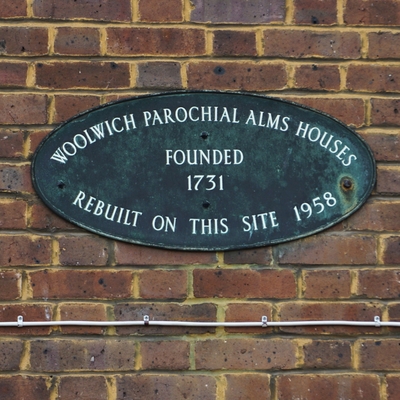 WOOLWICH PAROCHIAL ALMS HOUSES
FOUNDED
1731
REBUILT ON THIS SITE 1958